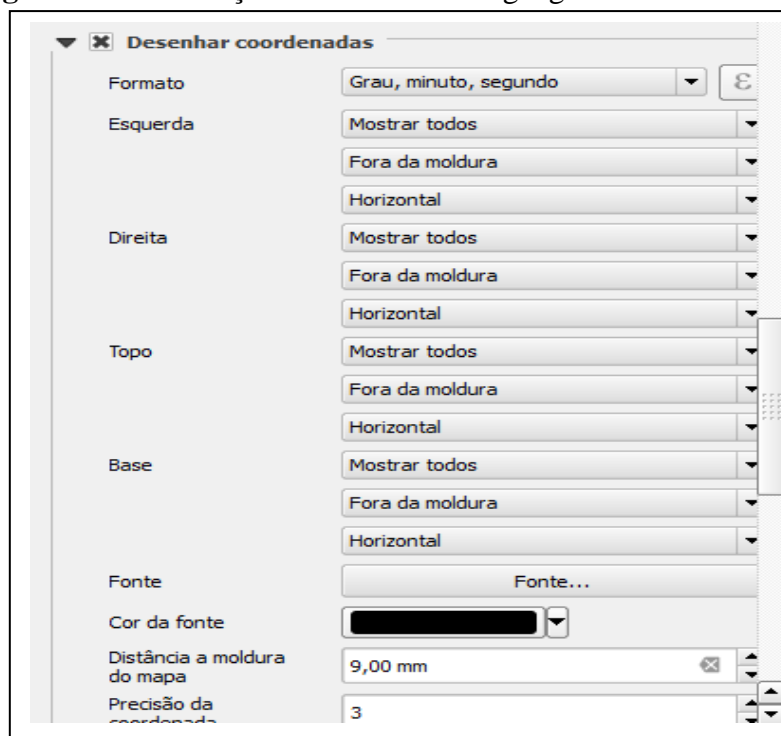 Desenhar coordenadas
Formato Grau, minuto, segundo ε
Esquerda Mostrar todos
Fora da moldura
Horizontal
Direita Mostrar todos
Fora da moldura
Horizontal
Topo Mostrar todos
Fora da moldura
Horizontal
Base Mostrar todos
Fora da moldura
Horizontal
Fonte Fonte...
Cor da fonte
Distância a moldura
do mapa 9,00 mm
Precisão da
coordenada 3